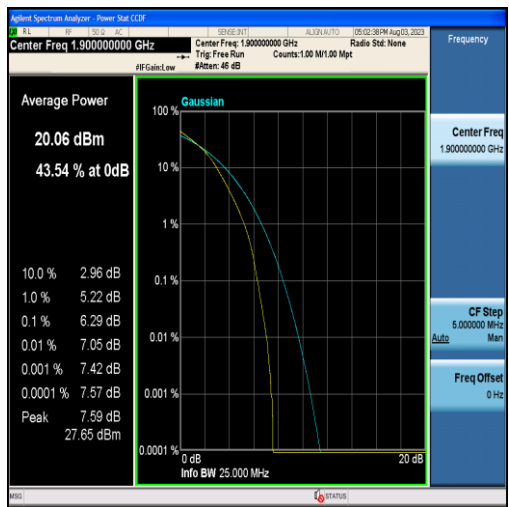 Agilent Spectrum Analyzer - Power Stat CCDF
RL RF 50 Ω AC SENSE:INT ALIGN AUTO 05:02:38PM Aug 03, 2023
Center Freq 1.900000000 GHz
Center Freq: 1.900000000 GHz Radio Std: None
Trig: Free Run Counts:1.00 M/1.00 Mpt
#IFGain:Low #Atten: 46 dB
Frequency
Average Power
20.06 dBm
43.54 % at 0dB
10.0 % 2.96 dB
1.0 % 5.22 dB
0.1 % 6.29 dB
0.01 % 7.05 dB
0.001 % 7.42 dB
0.0001 % 7.57 dB
Peak 7.59 dB
27.65 dBm
Gaussian
100 %
10 %
1 %
0.1 %
0.01 %
0.001 %
0.0001 %
0 dB 20 dB
Info BW 25.000 MHz
Center Freq
1.900000000 GHz
CF Step
5.000000 MHz
Auto Man
Freq Offset
0 Hz
MSG STATUS